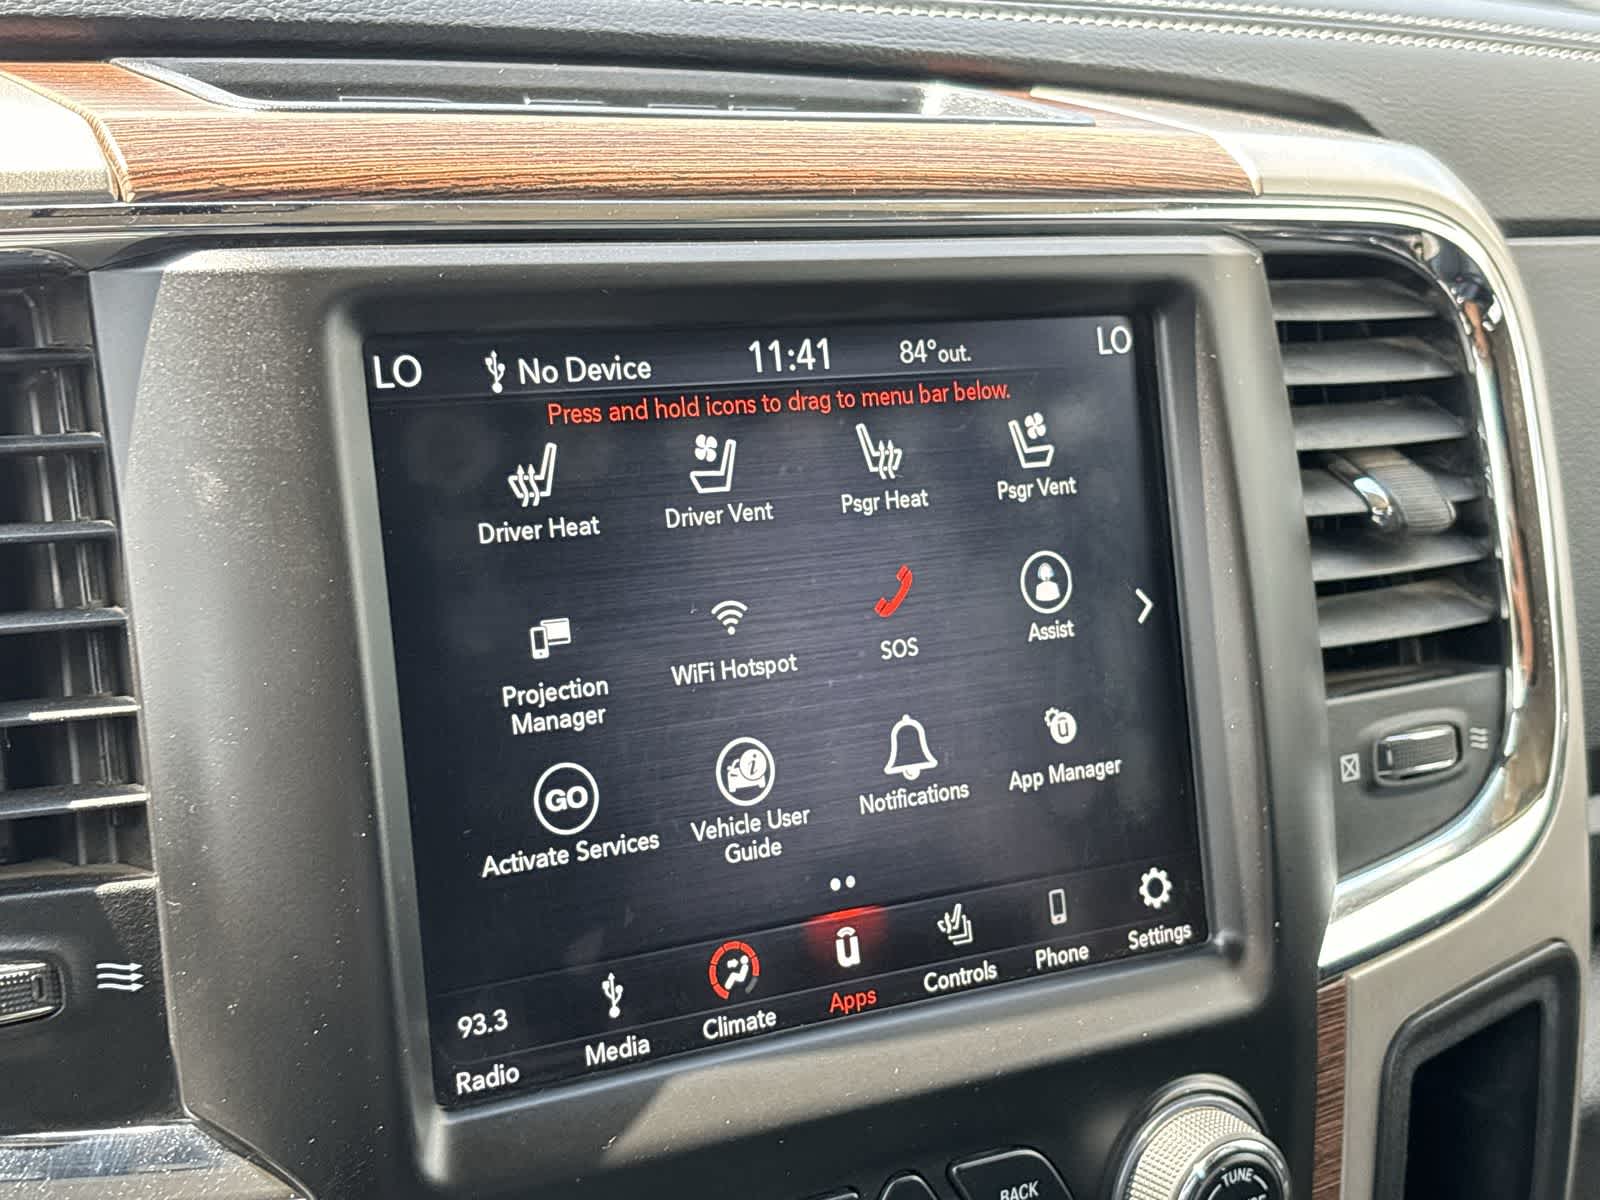 LO No Device 11:41 84° out. LO
Press and hold icons to drag to menu bar below.
Driver Heat Driver Vent Psgr Heat Psgr Vent
Projection
Manager
WiFi Hotspot SOS Assist
GO
Activate Services
Vehicle User
Guide
Notifications App Manager
93.3
Radio Media Climate Apps Controls Phone Settings
BACK
TUNE